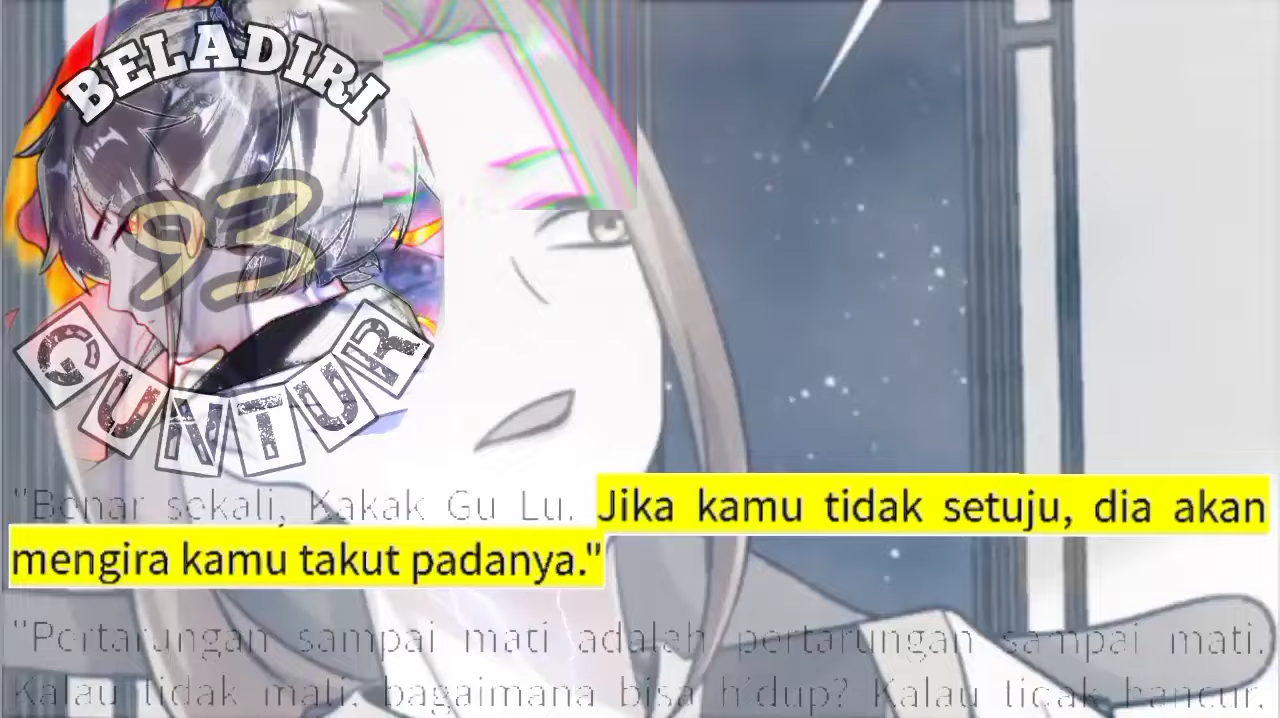 BELADIRI
93
GUNTUR
"Benar sekali, Kakak Gu Lu. Jika kamu tidak setuju, dia akan
mengira kamu takut padanya."
"Pertarungan sampai mati adalah pertarungan sampai mati.
Kalau tidak mati, bagaimana bisa hidup? Kalau tidak hancur,